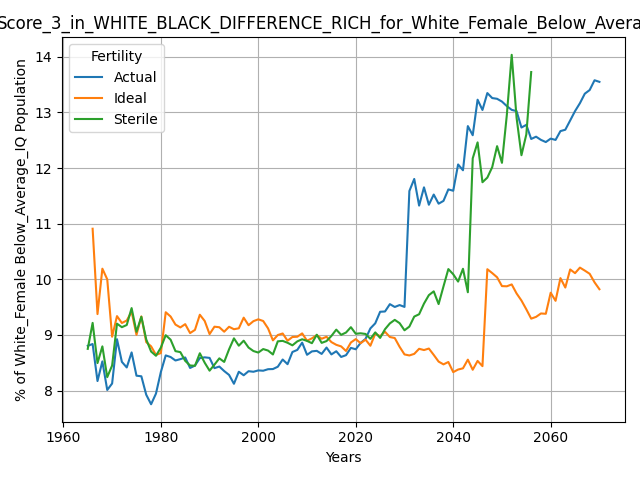 Score_3_in_WHITE_BLACK_DIFFERENCE_RICH_for_White_Female_Below_Avera
% of White_Female Below_Average_IQ Population
14
13
12
11
10
9
8
Fertility
Actual
Ideal
Sterile
1960
1980
2000
2020
2040
2060
Years